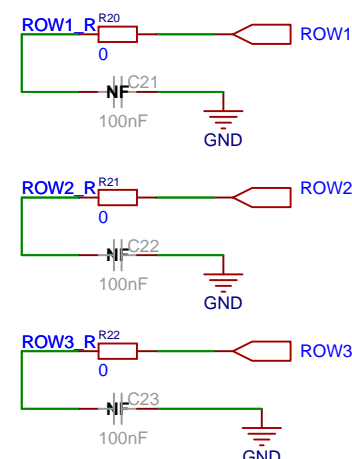 ROW1_R R20 ROW1
0
NF C21
100nF
GND
ROW2_R R21 ROW2
0
NF C22
100nF
GND
ROW3_R R22 ROW3
0
NF C23
100nF
GND